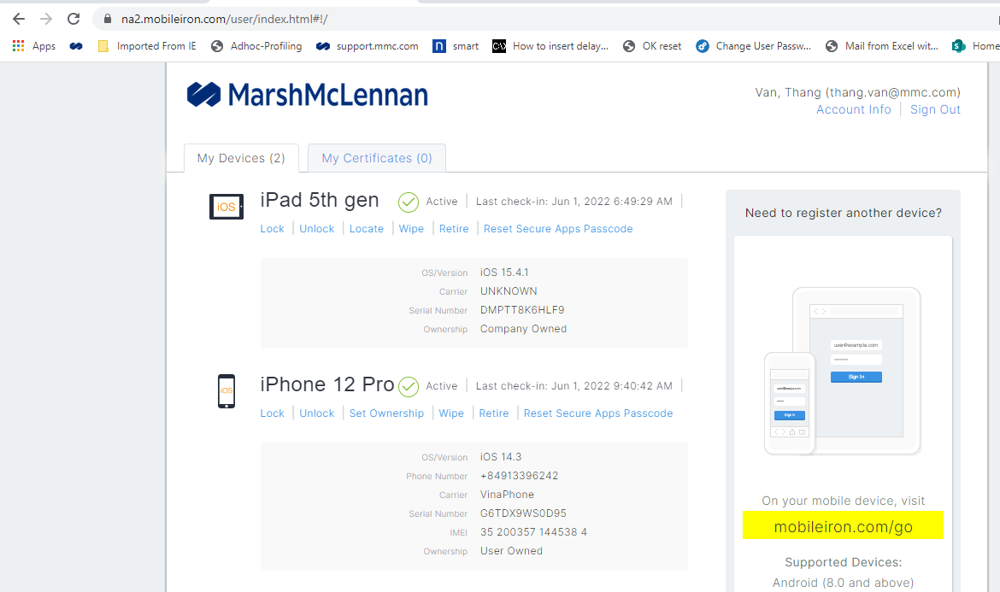 na2.mobileiron.com/user/index.html#!/
Apps Imported From IE Adhoc-Profiling support.mmc.com n smart C:\ How to insert delay... OK reset Change User Passw... Mail from Excel wit... S Home
MarshMcLennan
Van, Thang (thang.van@mmc.com)
Account Info | Sign Out
My Devices (2) My Certificates (0)
iOS iPad 5th gen Active | Last check-in: Jun 1, 2022 6:49:29 AM |
Lock | Unlock | Locate | Wipe | Retire | Reset Secure Apps Passcode
OS/Version iOS 15.4.1
Carrier UNKNOWN
Serial Number DMPTT8K6HLF9
Ownership Company Owned
iOS iPhone 12 Pro Active | Last check-in: Jun 1, 2022 9:40:42 AM |
Lock | Unlock | Set Ownership | Wipe | Retire | Reset Secure Apps Passcode
OS/Version iOS 14.3
Phone Number +84913396242
Carrier VinaPhone
Serial Number G6TDX9WS0D95
IMEI 35 200357 144538 4
Ownership User Owned
Need to register another device?
user@example.com
Sign In
Sign In
On your mobile device, visit
mobileiron.com/go
Supported Devices:
Android (8.0 and above)